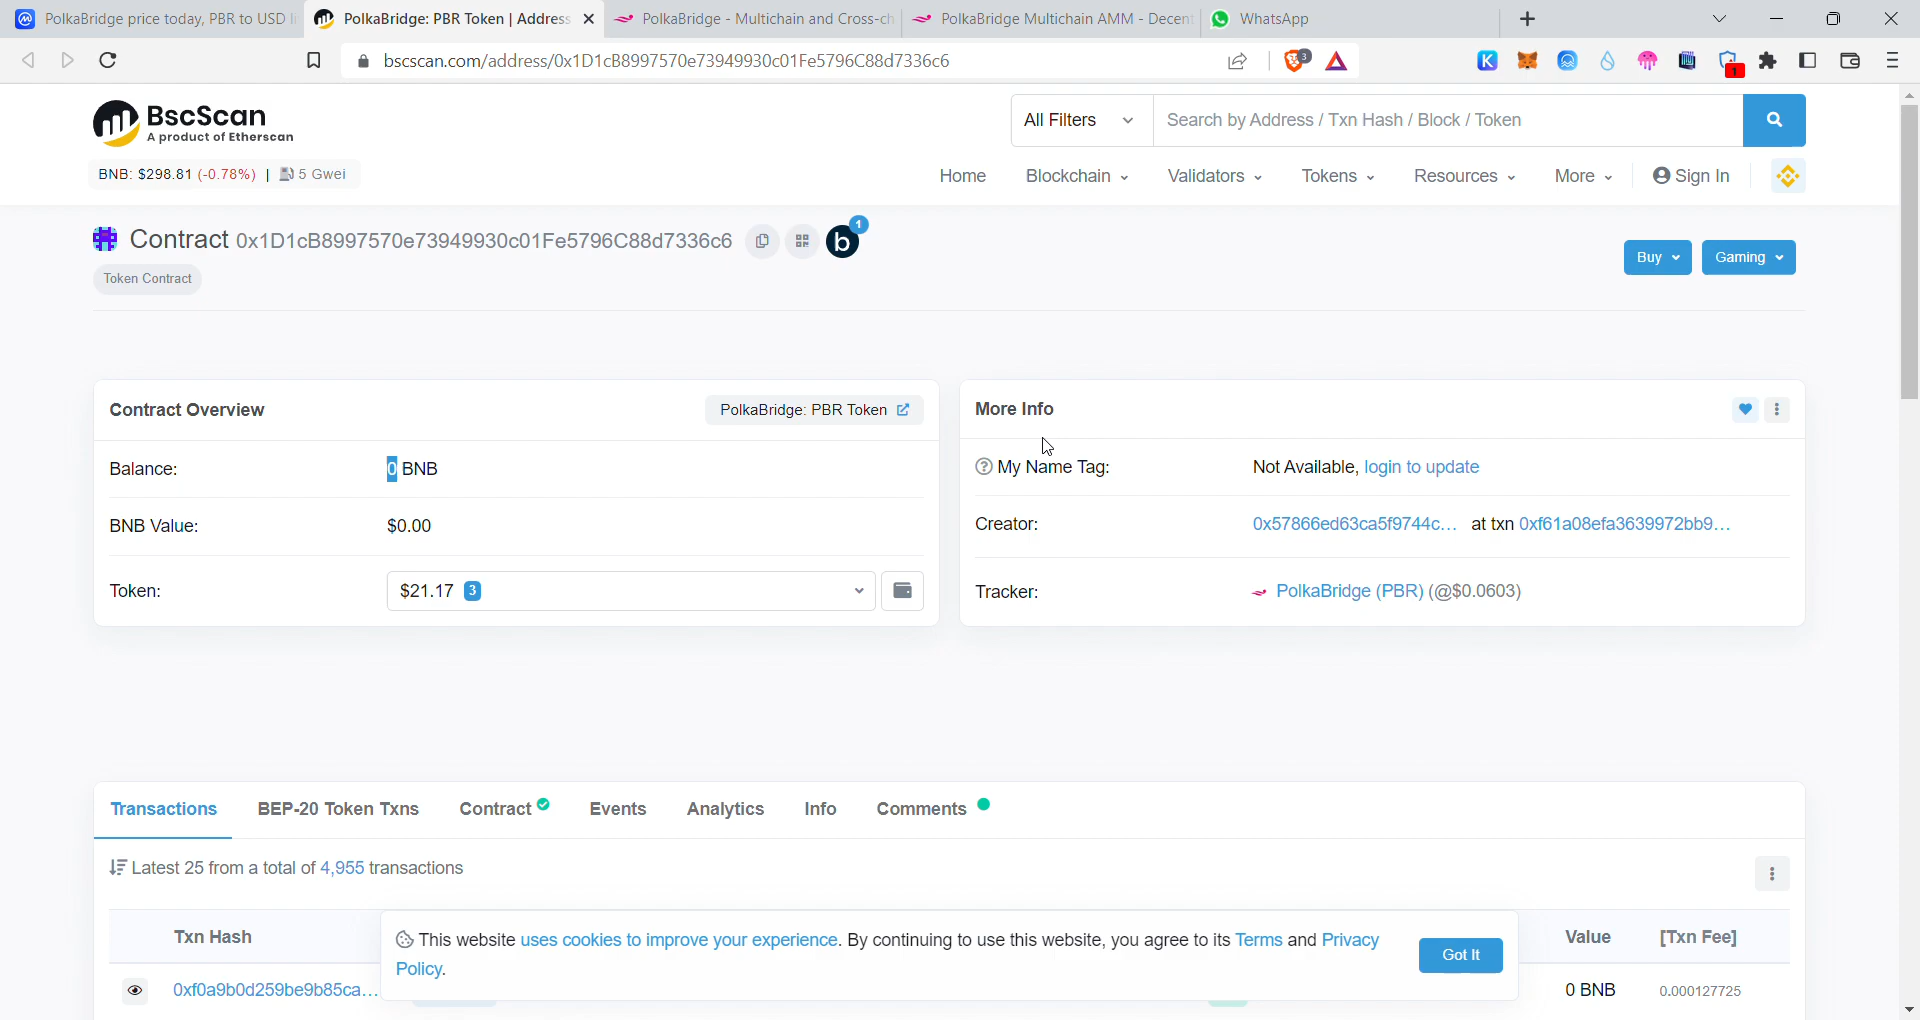 PolkaBridge price today, PBR to USD li
PolkaBridge: PBR Token | Address
PolkaBridge - Multichain and Cross-ch
PolkaBridge Multichain AMM - Decent
WhatsApp
bscscan.com/address/0x1D1cB8997570e73949930c01Fe5796C88d7336c6
3
1
BscScan
A product of Etherscan
All Filters
Search by Address / Txn Hash / Block / Token
BNB: $298.81 (-0.78%) | 5 Gwei
Home
Blockchain
Validators
Tokens
Resources
More
Sign In
Contract 0x1D1cB8997570e73949930c01Fe5796C88d7336c6
b
1
Buy
Gaming
Token Contract
Contract Overview
PolkaBridge: PBR Token
Balance:
0 BNB
BNB Value:
$0.00
Token:
$21.17 3
More Info
My Name Tag:
Not Available, login to update
Creator:
0x57866ed63ca5f9744c... at txn 0xf61a08efa3639972bb9...
Tracker:
PolkaBridge (PBR) (@$0.0603)
Transactions
BEP-20 Token Txns
Contract
Events
Analytics
Info
Comments
Latest 25 from a total of 4,955 transactions
Txn Hash
Value
[Txn Fee]
This website uses cookies to improve your experience. By continuing to use this website, you agree to its Terms and Privacy
Policy.
Got It
0xf0a9b0d259be9b85ca...
0 BNB
0.000127725